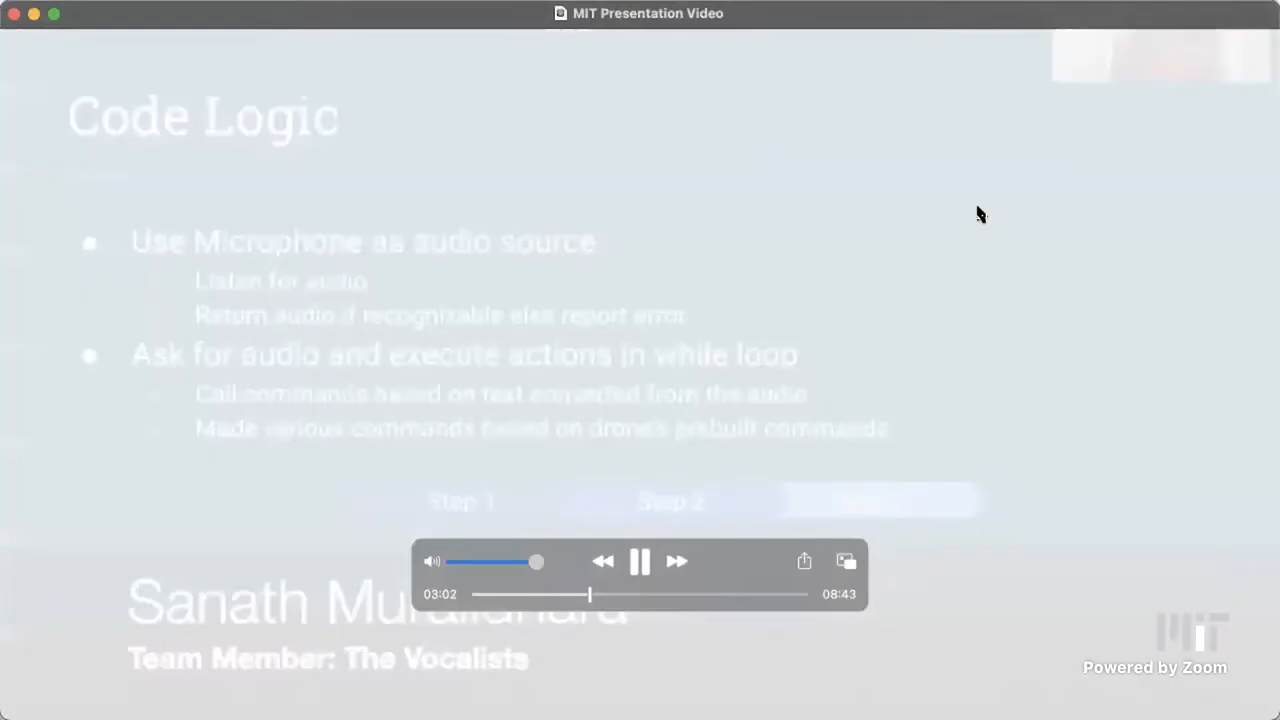 MIT Presentation Video
Code Logic
Use Microphone as audio source
Listen for audio
Return audio if recognizable else report error
Ask for audio and execute actions in while loop
Call commands based on text converted from the audio
Made various commands based on drone's prebuilt commands
Step 1
Step 2
03:02
08:43
Sanath
Team Member: The Vocalists
MIT
Powered by Zoom